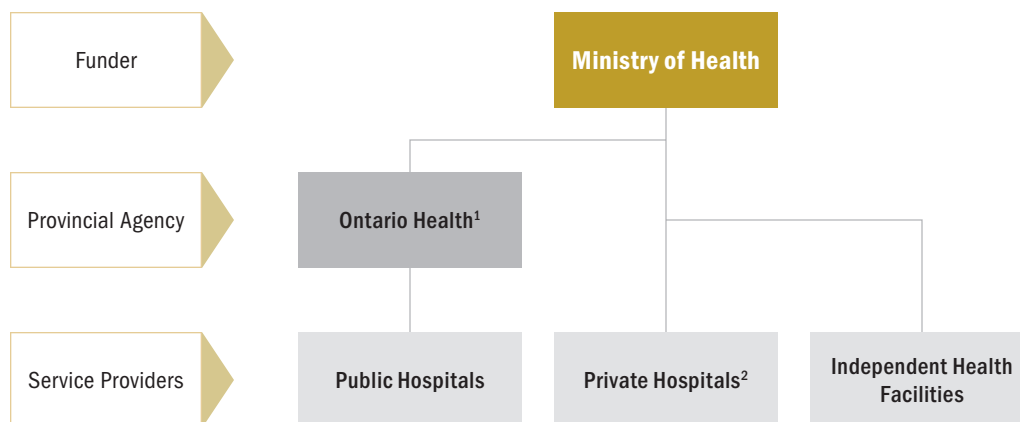 Funder
Ministry of Health
Provincial Agency
Ontario Health¹
Service Providers
Public Hospitals
Private Hospitals²
Independent Health
Facilities